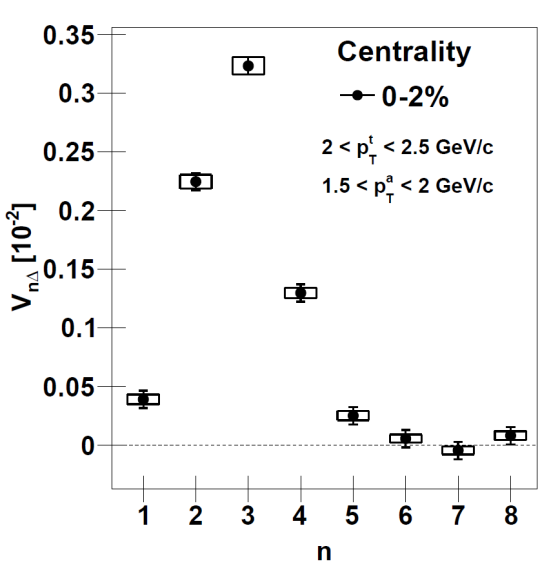 0.35
0.3
0.25
0.2
0.15
0.1
0.05
0
V_{nΔ} [10^{-2}]
Centrality
0-2%
2 < p_T^t < 2.5 GeV/c
1.5 < p_T^a < 2 GeV/c
1 2 3 4 5 6 7 8
n